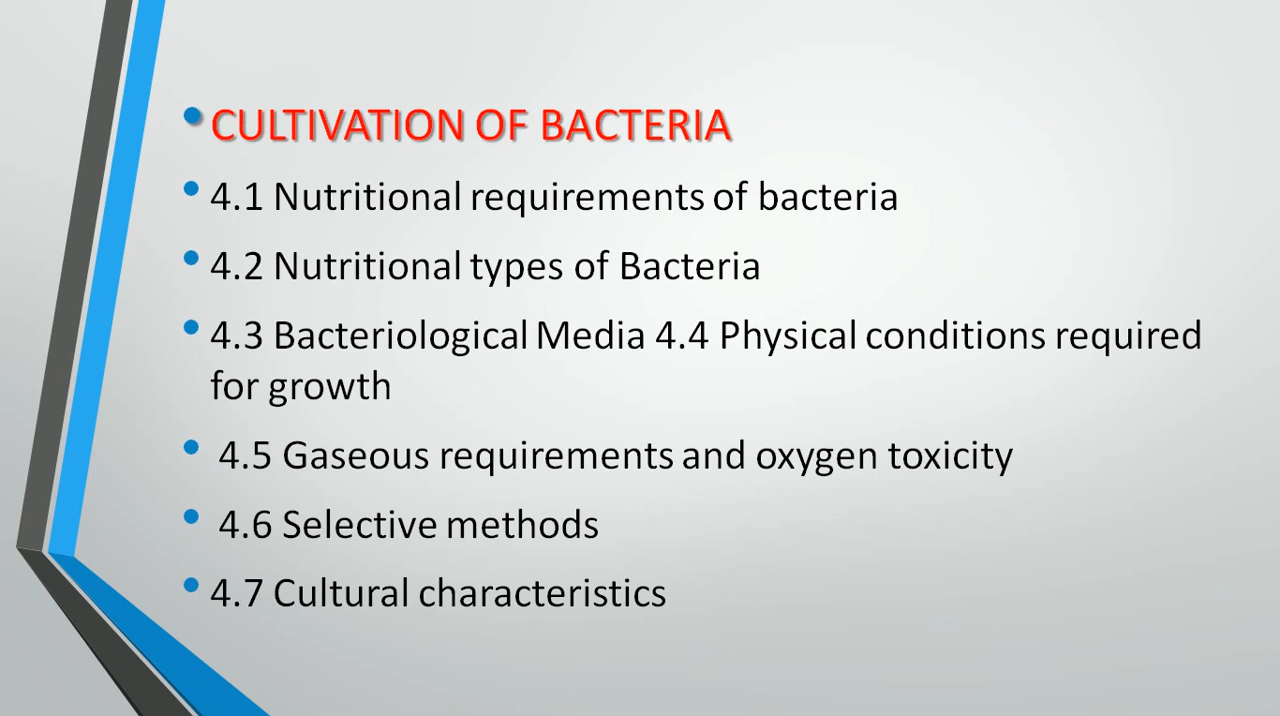 • CULTIVATION OF BACTERIA
• 4.1 Nutritional requirements of bacteria
• 4.2 Nutritional types of Bacteria
• 4.3 Bacteriological Media 4.4 Physical conditions required
for growth
• 4.5 Gaseous requirements and oxygen toxicity
• 4.6 Selective methods
• 4.7 Cultural characteristics